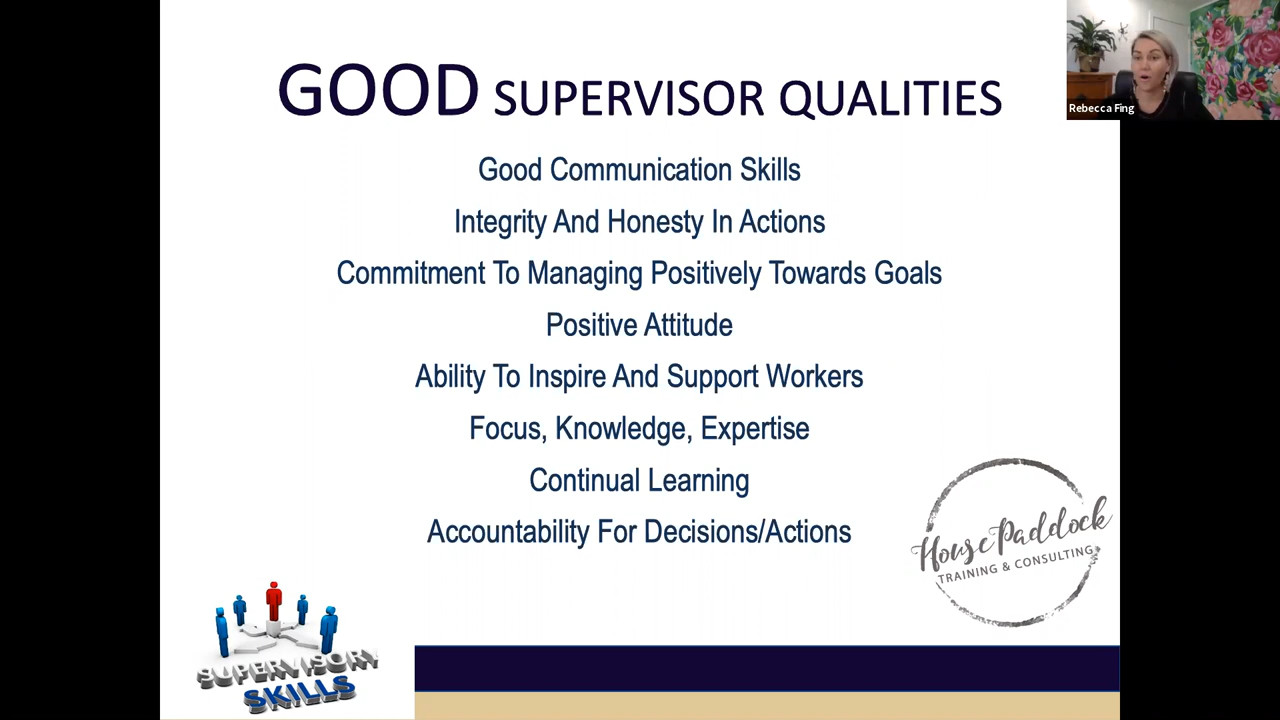 GOOD SUPERVISOR QUALITIES
Rebecca Fing
Good Communication Skills
Integrity And Honesty In Actions
Commitment To Managing Positively Towards Goals
Positive Attitude
Ability To Inspire And Support Workers
Focus, Knowledge, Expertise
Continual Learning
Accountability For Decisions/Actions
House Paddock
TRAINING & CONSULTING
SUPERVISORY
SKILLS